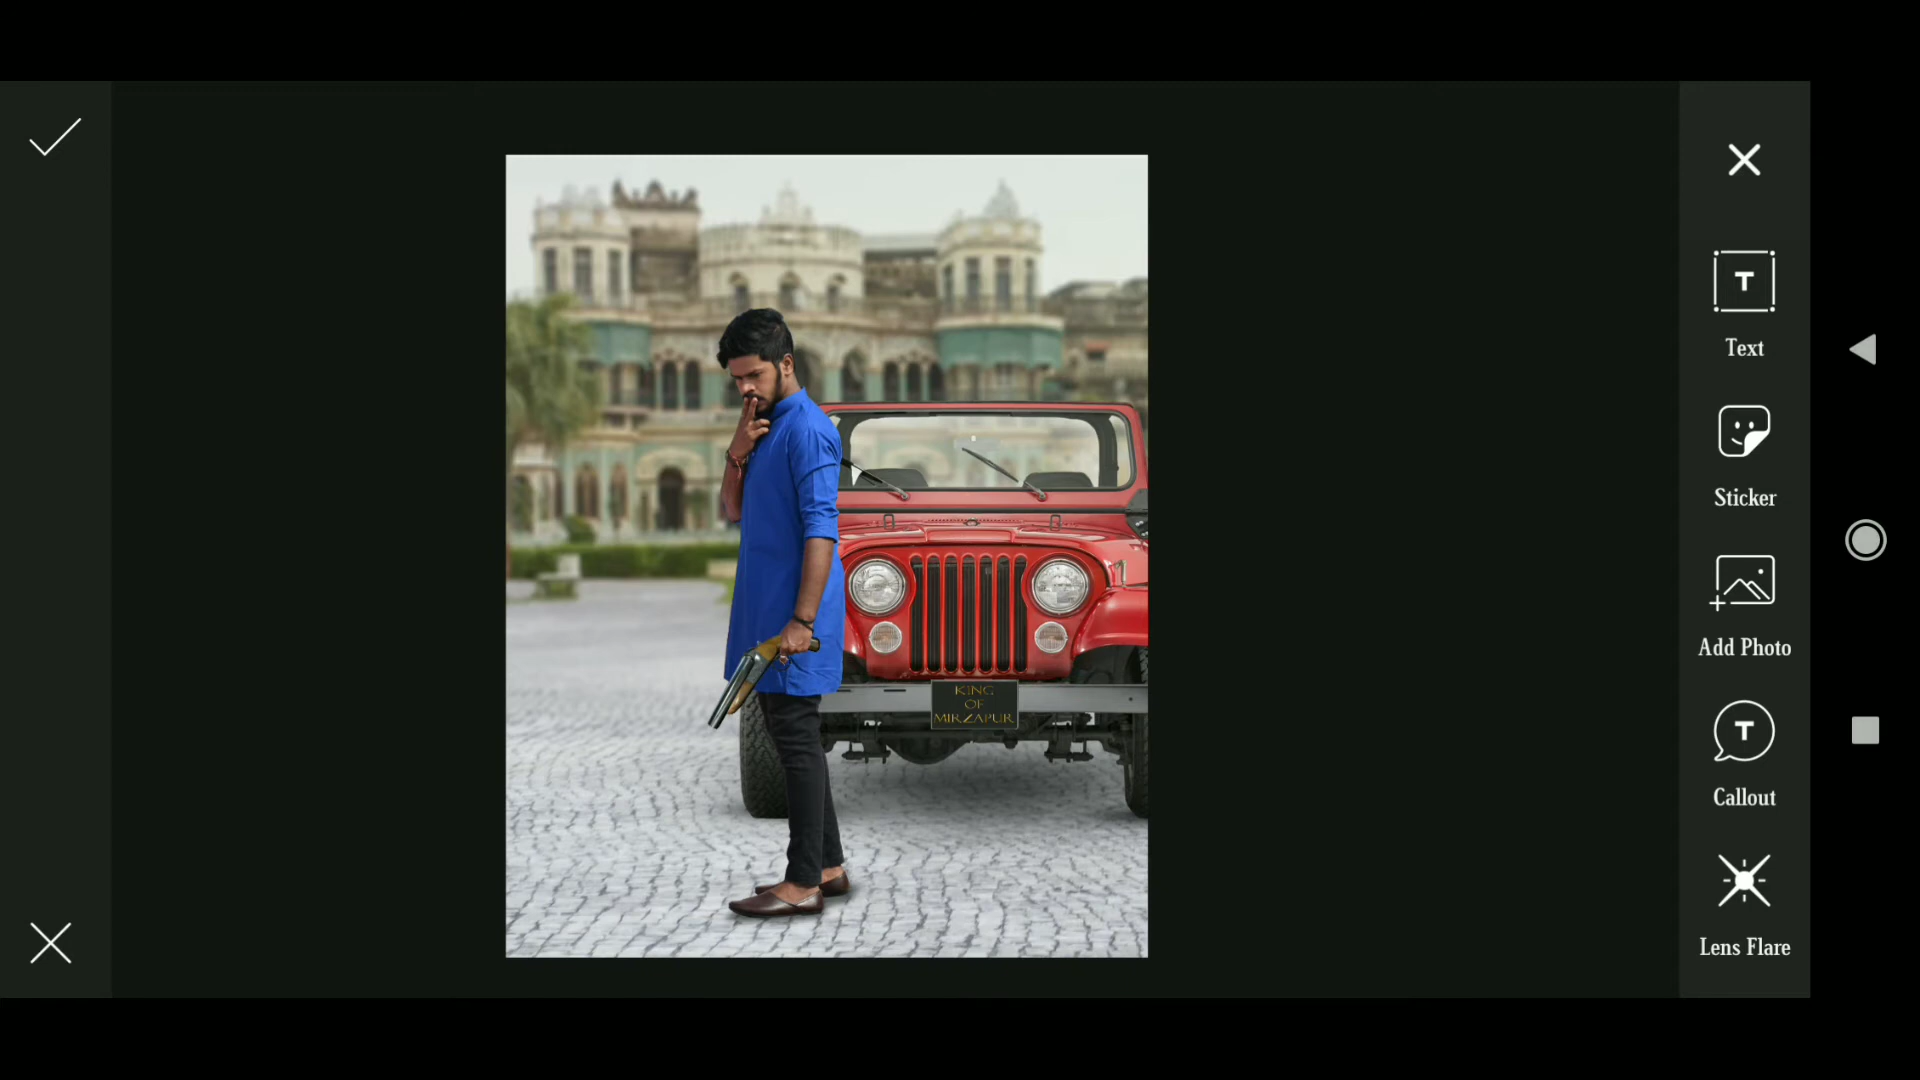 T
Text
Sticker
Add Photo
T
Callout
Lens Flare
KING
OF
MIRZAPUR